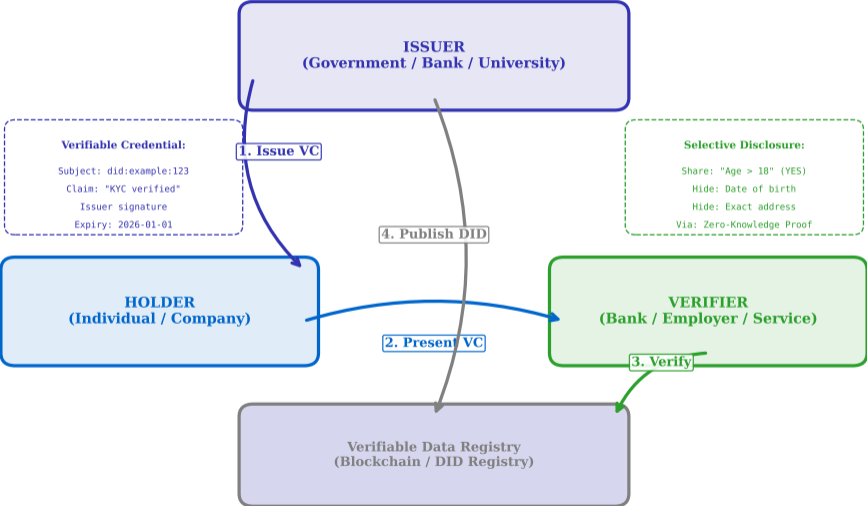 ISSUER
(Government / Bank / University)
Verifiable Credential:
Subject: did:example:123
Claim: "KYC verified"
Issuer signature
Expiry: 2026-01-01
1. Issue VC
Selective Disclosure:
Share: "Age > 18" (YES)
Hide: Date of birth
Hide: Exact address
Via: Zero-Knowledge Proof
4. Publish DID
HOLDER
(Individual / Company)
2. Present VC
VERIFIER
(Bank / Employer / Service)
3. Verify
Verifiable Data Registry
(Blockchain / DID Registry)